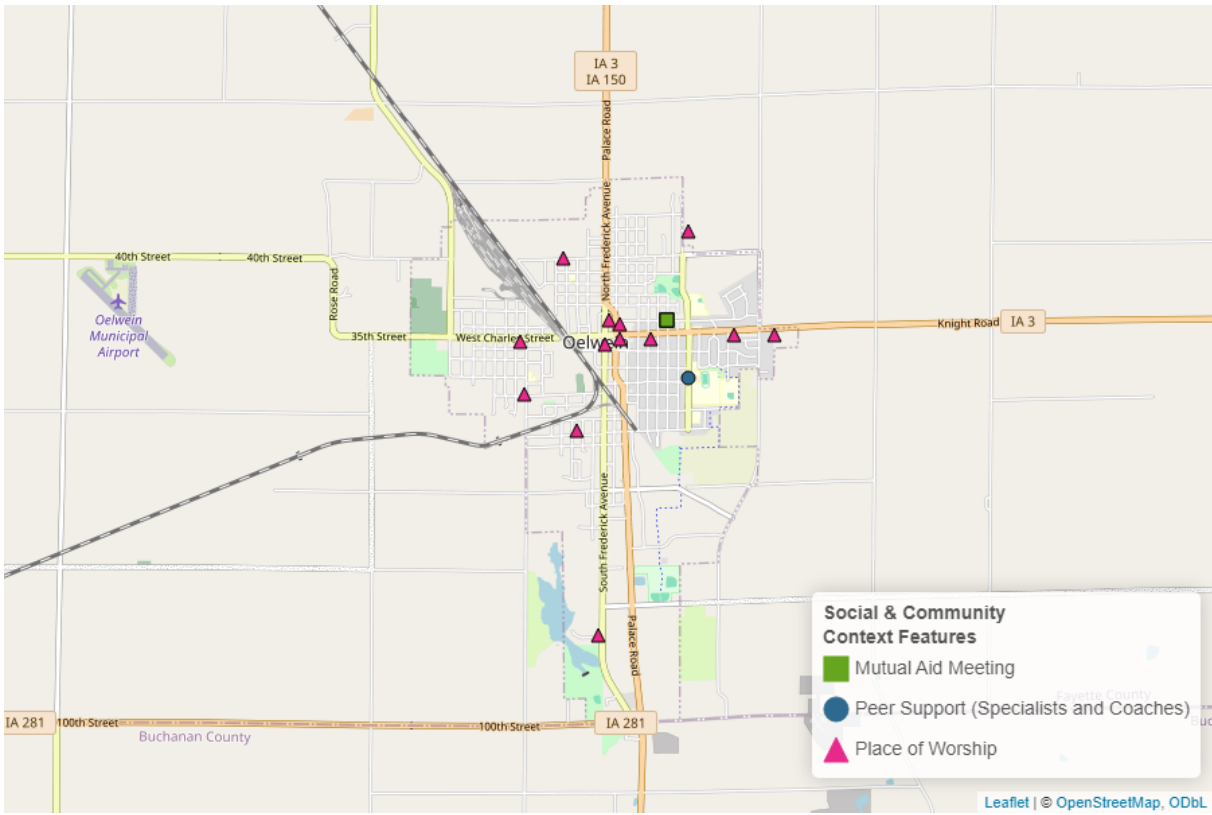 IA 3
IA 150
Palace Road
North Frederick Avenue
40th Street
40th Street
Rose Road
Oelwein
Municipal
Airport
35th Street
West Charles Street
Oelwein
Knight Road
IA 3
South Frederick Avenue
Palace Road
IA 281
100th Street
100th Street
IA 281
Buchanan County
Fayette County
Buc
Social & Community
Context Features
Mutual Aid Meeting
Peer Support (Specialists and Coaches)
Place of Worship
Leaflet | © OpenStreetMap, ODbL